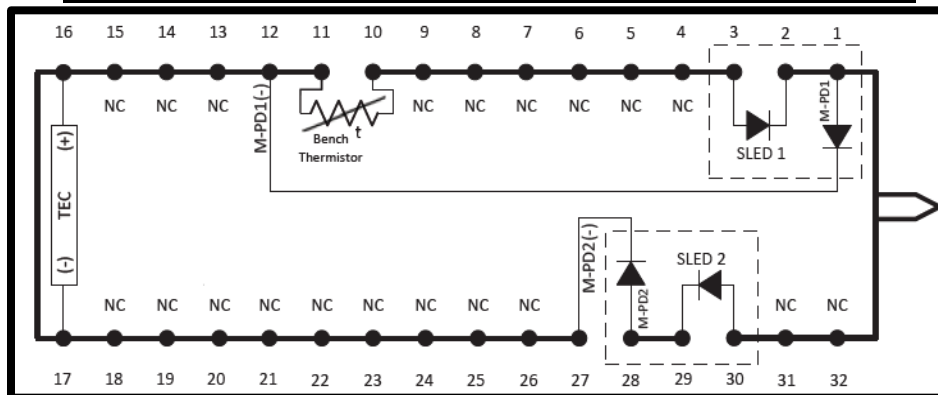 16 15 14 13 12 11 10 9 8 7 6 5 4 3 2 1
NC NC NC NC NC NC NC NC NC
M-PD1(-)
t
Bench
Thermistor
M-PD1
SLED 1
(+)
TEC
(-)
M-PD2(-)
SLED 2
M-PD2
NC NC NC NC NC NC NC NC NC NC NC
17 18 19 20 21 22 23 24 25 26 27 28 29 30 31 32